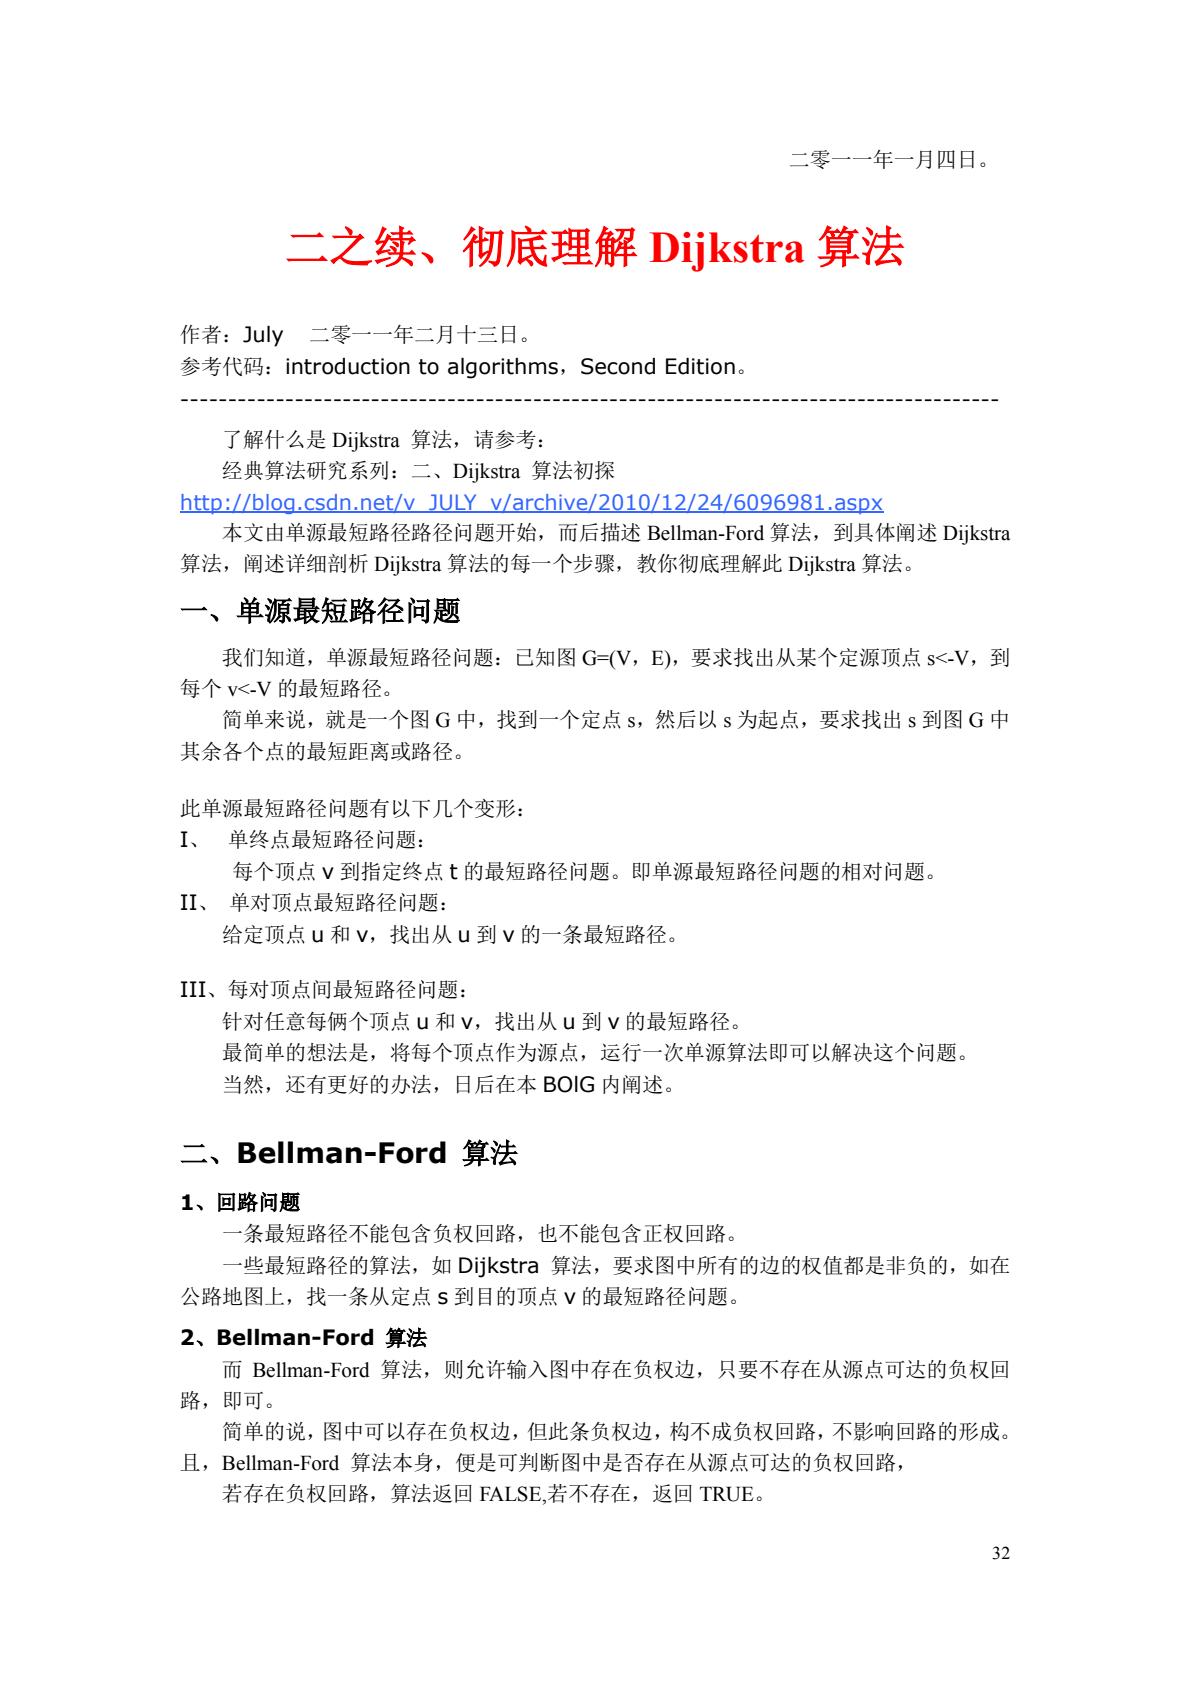 二零一一年一月四日。
二之续、彻底理解 Dijkstra 算法
作者：July 二零一一年二月十三日。
参考代码：introduction to algorithms，Second Edition。
---------------------------------------------------------------------------------------
了解什么是 Dijkstra 算法，请参考：
经典算法研究系列：二、Dijkstra 算法初探
http://blog.csdn.net/v_JULY_v/archive/2010/12/24/6096981.aspx
本文由单源最短路径路径问题开始，而后描述 Bellman-Ford 算法，到具体阐述 Dijkstra
算法，阐述详细剖析 Dijkstra 算法的每一个步骤，教你彻底理解此 Dijkstra 算法。
一、单源最短路径问题
我们知道，单源最短路径问题：已知图 G=(V，E)，要求找出从某个定源顶点 s<-V，到
每个 v<-V 的最短路径。
简单来说，就是一个图 G 中，找到一个定点 s，然后以 s 为起点，要求找出 s 到图 G 中
其余各个点的最短距离或路径。
此单源最短路径问题有以下几个变形：
I、 单终点最短路径问题：
每个顶点 v 到指定终点 t 的最短路径问题。即单源最短路径问题的相对问题。
II、 单对顶点最短路径问题：
给定顶点 u 和 v，找出从 u 到 v 的一条最短路径。
III、每对顶点间最短路径问题：
针对任意每俩个顶点 u 和 v，找出从 u 到 v 的最短路径。
最简单的想法是，将每个顶点作为源点，运行一次单源算法即可以解决这个问题。
当然，还有更好的办法，日后在本 BOlG 内阐述。
二、Bellman-Ford 算法
1、回路问题
一条最短路径不能包含负权回路，也不能包含正权回路。
一些最短路径的算法，如 Dijkstra 算法，要求图中所有的边的权值都是非负的，如在
公路地图上，找一条从定点 s 到目的顶点 v 的最短路径问题。
2、Bellman-Ford 算法
而 Bellman-Ford 算法，则允许输入图中存在负权边，只要不存在从源点可达的负权回
路，即可。
简单的说，图中可以存在负权边，但此条负权边，构不成负权回路，不影响回路的形成。
且，Bellman-Ford 算法本身，便是可判断图中是否存在从源点可达的负权回路，
若存在负权回路，算法返回 FALSE,若不存在，返回 TRUE。
32